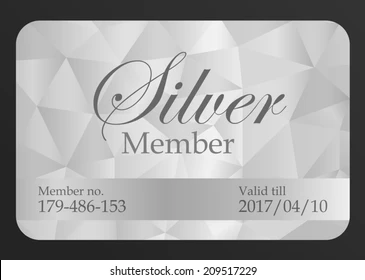 Silver
Member
Member no. Valid till
179-486-153 2017/04/10
shutterstock.com · 209517229